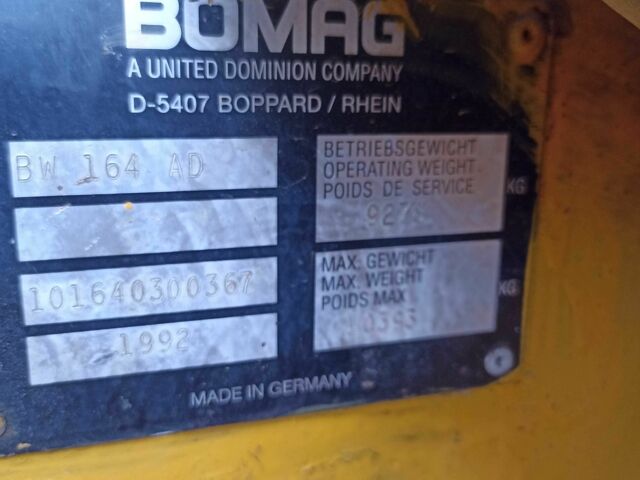 BOMAG
A UNITED DOMINION COMPANY
D-5407 BOPPARD / RHEIN
BW 164 AD
BETRIEBSGEWICHT
OPERATING WEIGHT
POIDS DE SERVICE
KG
101640300367
MAX. GEWICHT
MAX. WEIGHT
POIDS MAX
KG
1992
MADE IN GERMANY